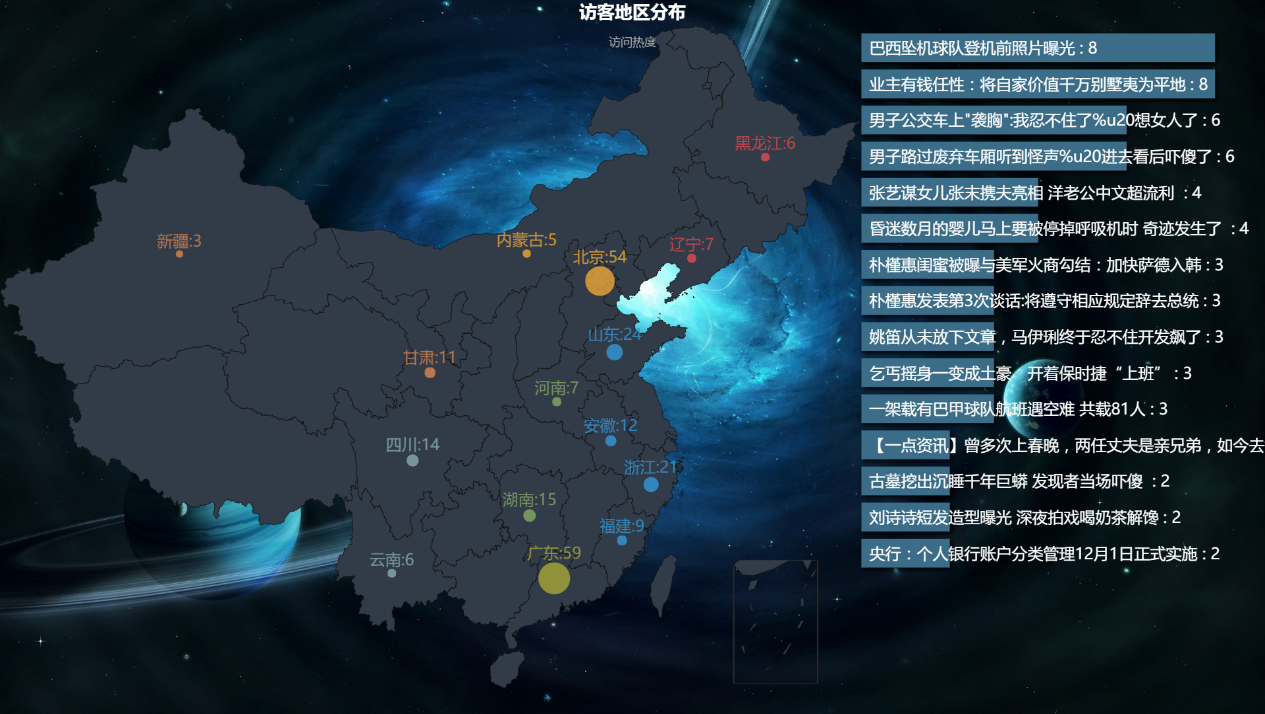 访客地区分布
访问热度
黑龙江:6
新疆:3
内蒙古:5
辽宁:7
北京:54
山东:24
甘肃:11
河南:7
安徽:12
四川:14
浙江:21
湖南:15
福建:9
广东:59
云南:6
巴西坠机球队登机前照片曝光 : 8
业主有钱任性：将自家价值千万别墅夷为平地 : 8
男子公交车上"袭胸":我忍不住了%u20想女人了 : 6
男子路过废弃车厢听到怪声%u20进去看后吓傻了 : 6
张艺谋女儿张末携夫亮相 洋老公中文超流利 : 4
昏迷数月的婴儿马上要被停掉呼吸机时 奇迹发生了 : 4
朴槿惠闺蜜被曝与美军火商勾结：加快萨德入韩 : 3
朴槿惠发表第3次谈话:将遵守相应规定辞去总统 : 3
姚笛从未放下文章，马伊琍终于忍不住开发飙了 : 3
乞丐摇身一变成土豪，开着保时捷“上班” : 3
一架载有巴甲球队航班遇空难 共载81人 : 3
【一点资讯】曾多次上春晚，两任丈夫是亲兄弟，如今去
古墓挖出沉睡千年巨蟒 发现者当场吓傻 : 2
刘诗诗短发造型曝光 深夜拍戏喝奶茶解馋 : 2
央行：个人银行账户分类管理12月1日正式实施 : 2